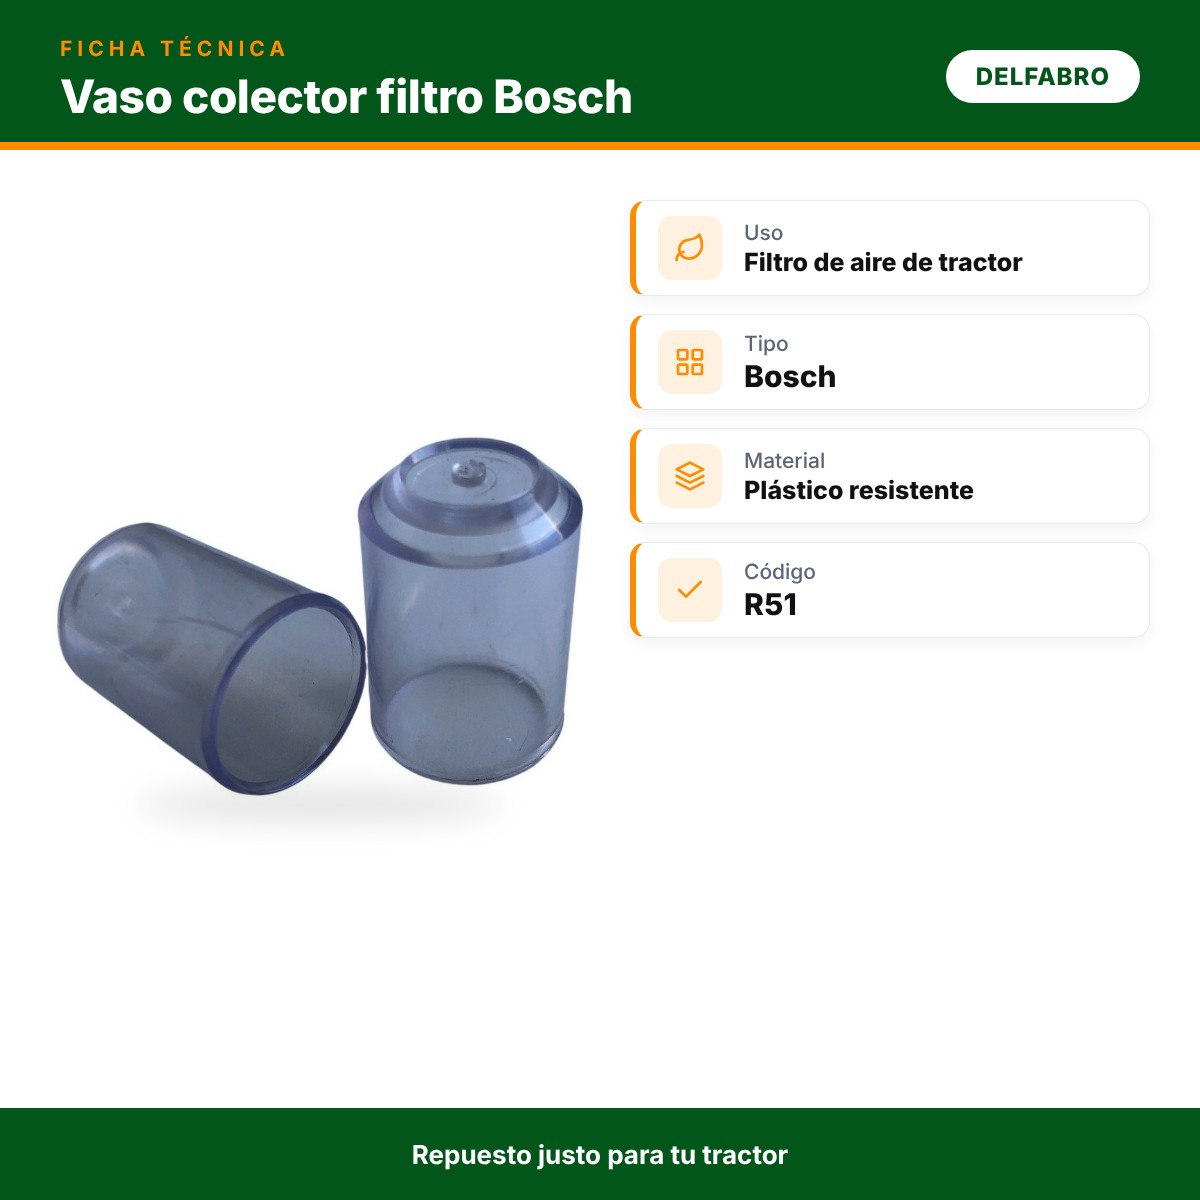 FICHA TÉCNICA
Vaso colector filtro Bosch
DELFABRO
Uso
Filtro de aire de tractor
Tipo
Bosch
Material
Plástico resistente
Código
R51
Repuesto justo para tu tractor